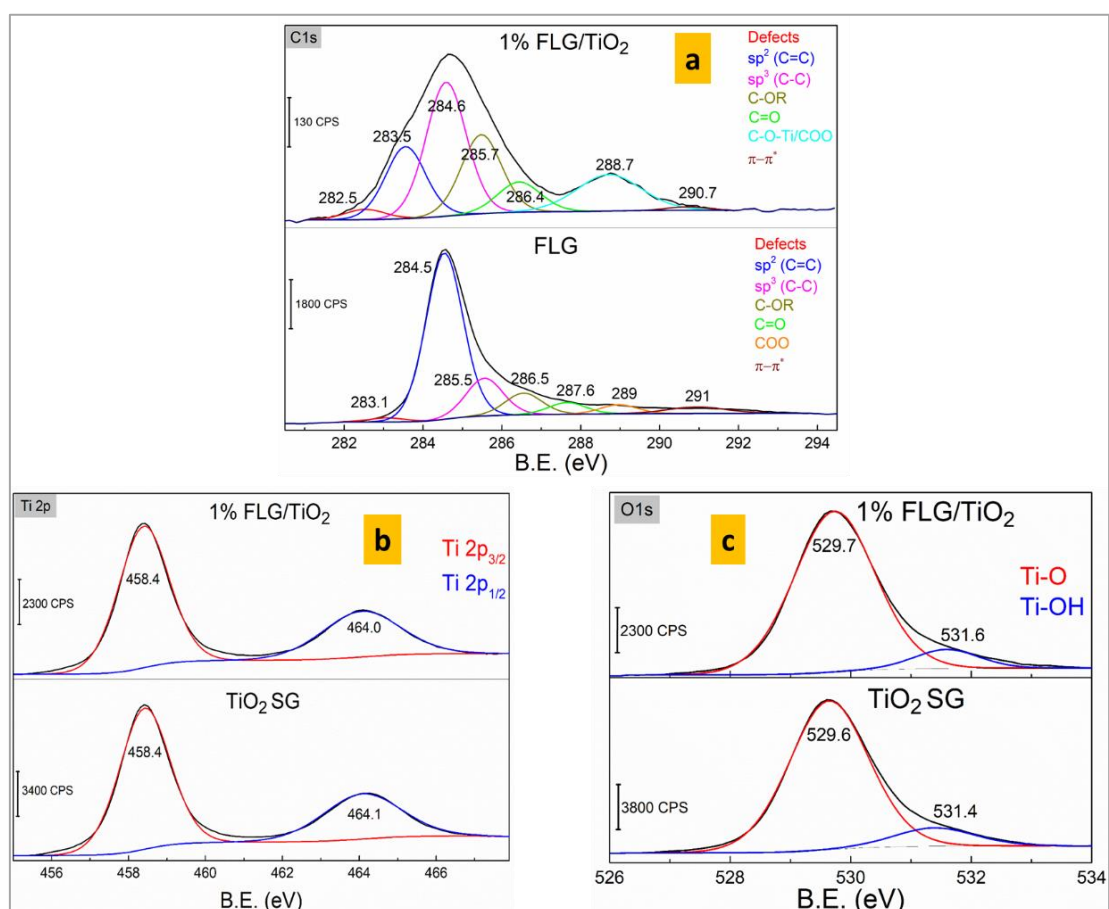 C1s
1% FLG/TiO₂
a
Defects
sp² (C=C)
sp³ (C-C)
C-OR
C=O
C-O-Ti/COO
π−π*
130 CPS
282.5
283.5
284.6
285.7
286.4
288.7
290.7
FLG
Defects
sp² (C=C)
sp³ (C-C)
C-OR
C=O
COO
π−π*
1800 CPS
283.1
284.5
285.5
286.5
287.6
289
291
282 284 286 288 290 292 294
B.E. (eV)
Ti 2p
1% FLG/TiO₂
b
Ti 2p3/2
Ti 2p1/2
2300 CPS
458.4
464.0
TiO₂ SG
3400 CPS
458.4
464.1
456 458 460 462 464 466
B.E. (eV)
O1s
1% FLG/TiO₂
c
Ti-O
Ti-OH
2300 CPS
529.7
531.6
TiO₂ SG
3800 CPS
529.6
531.4
526 528 530 532 534
B.E. (eV)